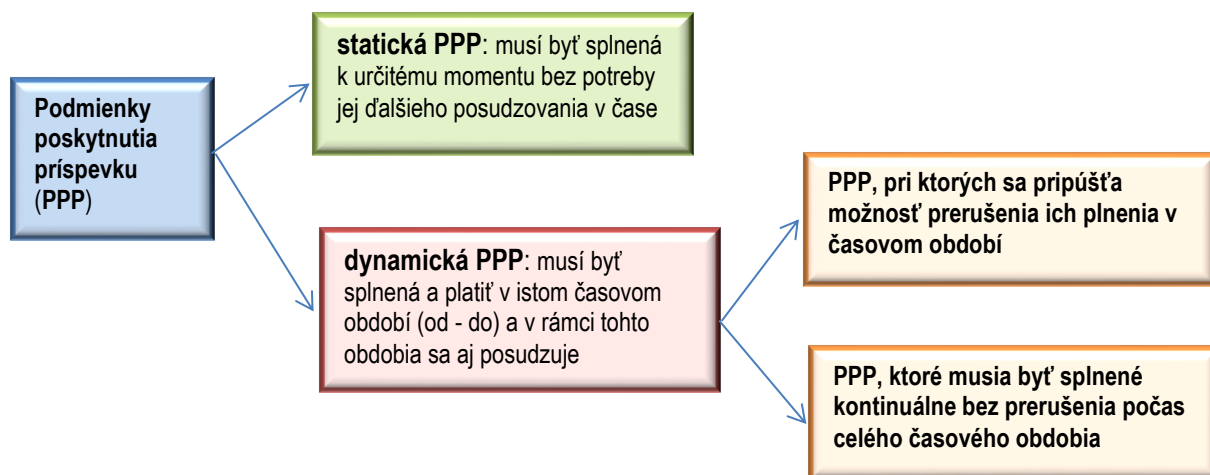 Podmienky
poskytnutia
príspevku
(PPP)
statická PPP: musí byť splnená
k určitému momentu bez potreby
jej ďalšieho posudzovania v čase
dynamická PPP: musí byť
splnená a platiť v istom časovom
období (od - do) a v rámci tohto
obdobia sa aj posudzuje
PPP, pri ktorých sa pripúšťa
možnosť prerušenia ich plnenia v
časovom období
PPP, ktoré musia byť splnené
kontinuálne bez prerušenia počas
celého časového obdobia